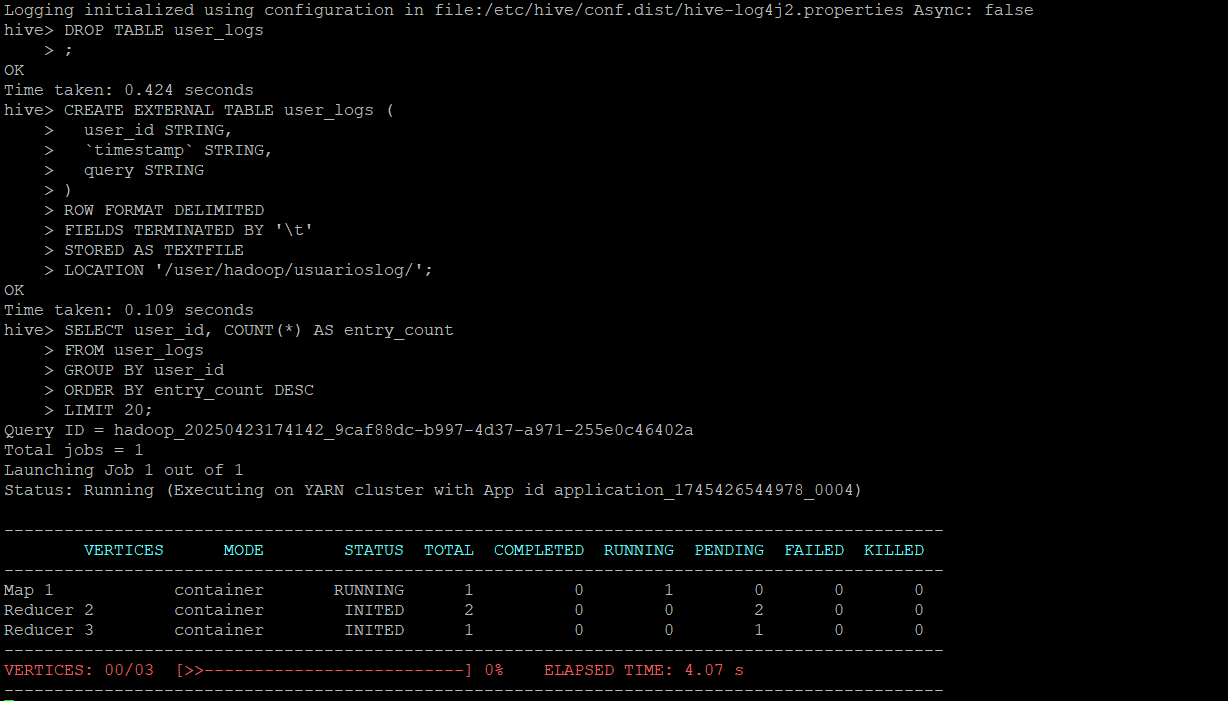 Logging initialized using configuration in file:/etc/hive/conf.dist/hive-log4j2.properties Async: false
hive> DROP TABLE user_logs
    > ;
OK
Time taken: 0.424 seconds
hive> CREATE EXTERNAL TABLE user_logs (
    >   user_id STRING,
    >   `timestamp` STRING,
    >   query STRING
    > )
    > ROW FORMAT DELIMITED
    > FIELDS TERMINATED BY '\t'
    > STORED AS TEXTFILE
    > LOCATION '/user/hadoop/usuarioslog/';
OK
Time taken: 0.109 seconds
hive> SELECT user_id, COUNT(*) AS entry_count
    > FROM user_logs
    > GROUP BY user_id
    > ORDER BY entry_count DESC
    > LIMIT 20;
Query ID = hadoop_20250423174142_9caf88dc-b997-4d37-a971-255e0c46402a
Total jobs = 1
Launching Job 1 out of 1
Status: Running (Executing on YARN cluster with App id application_1745426544978_0004)

----------------------------------------------------------------------------------------------
        VERTICES      MODE        STATUS  TOTAL  COMPLETED  RUNNING  PENDING  FAILED  KILLED
----------------------------------------------------------------------------------------------
Map 1            container       RUNNING      1          0        1        0       0       0
Reducer 2        container        INITED      2          0        0        2       0       0
Reducer 3        container        INITED      1          0        0        1       0       0
----------------------------------------------------------------------------------------------
VERTICES: 00/03  [>>--------------------------] 0%    ELAPSED TIME: 4.07 s
----------------------------------------------------------------------------------------------